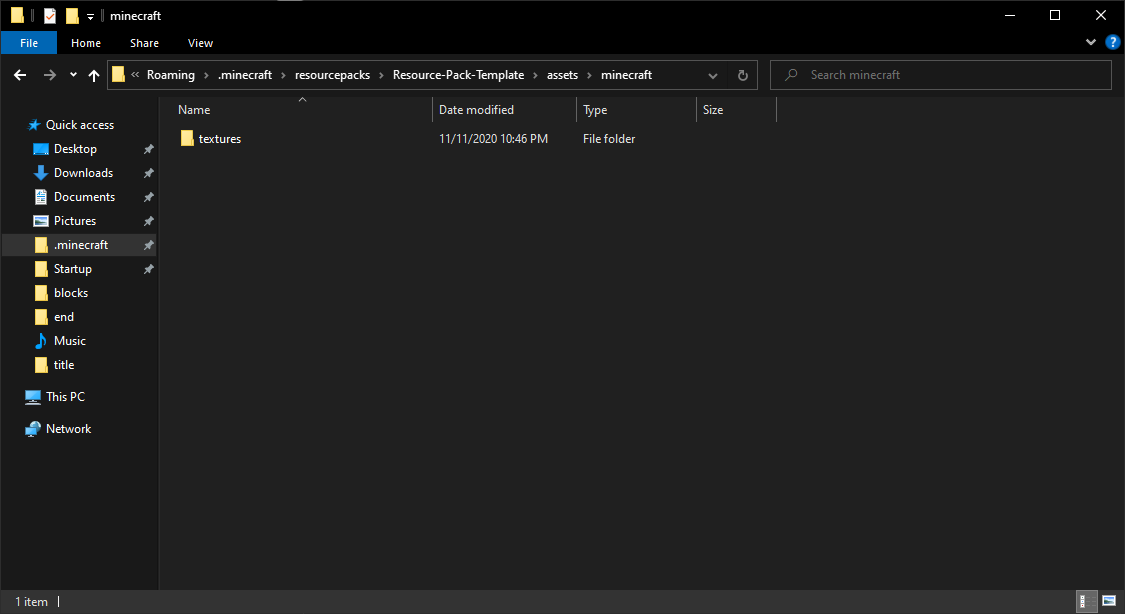 minecraft
File Home Share View
« Roaming > .minecraft > resourcepacks > Resource-Pack-Template > assets > minecraft
Search minecraft
Name Date modified Type Size
textures 11/11/2020 10:46 PM File folder
Quick access
Desktop
Downloads
Documents
Pictures
.minecraft
Startup
blocks
end
Music
title
This PC
Network
1 item